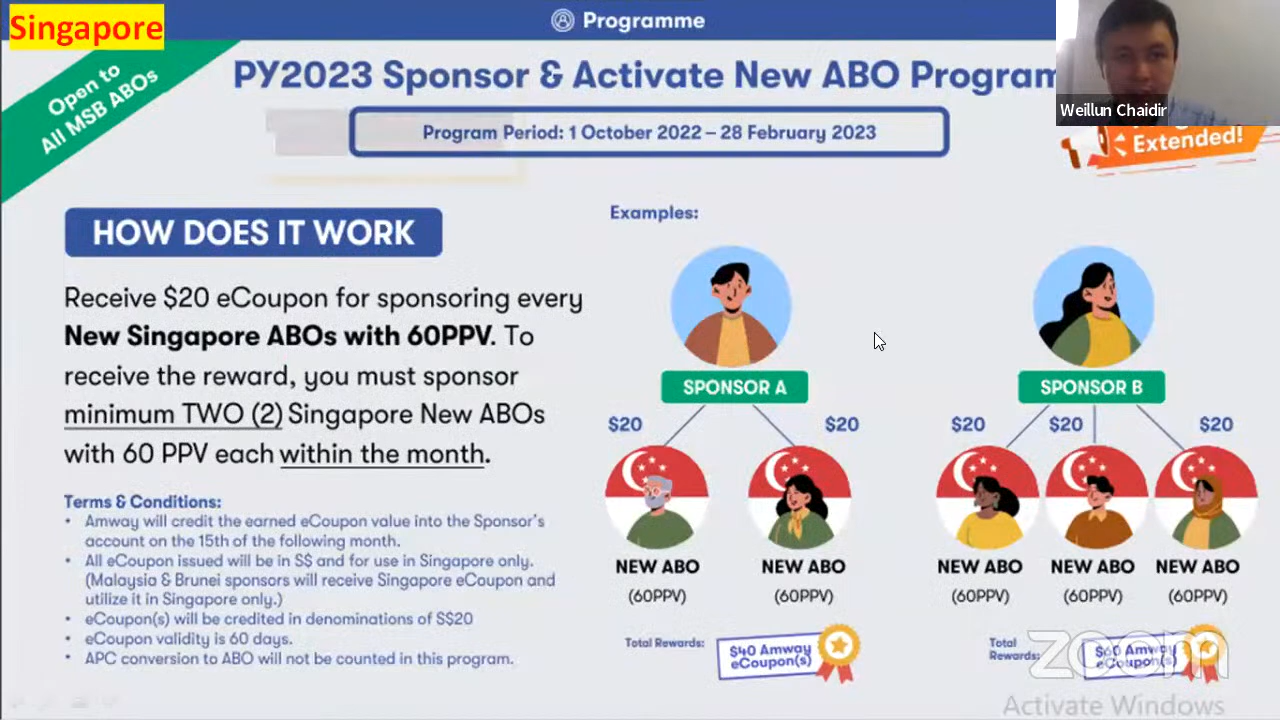 Singapore
Programme
Open to
All MSB ABOs
PY2023 Sponsor & Activate New ABO Program
Weillun Chaidir
Program Period: 1 October 2022 – 28 February 2023
Extended!
HOW DOES IT WORK
Receive $20 eCoupon for sponsoring every
New Singapore ABOs with 60PPV. To
receive the reward, you must sponsor
minimum TWO (2) Singapore New ABOs
with 60 PPV each within the month.
Terms & Conditions:
• Amway will credit the earned eCoupon value into the Sponsor's
account on the 15th of the following month.
• All eCoupon issued will be in S$ and for use in Singapore only.
(Malaysia & Brunei sponsors will receive Singapore eCoupon and
utilize it in Singapore only.)
• eCoupon(s) will be credited in denominations of S$20
• eCoupon validity is 60 days.
• APC conversion to ABO will not be counted in this program.
Examples:
SPONSOR A
$20 $20
NEW ABO NEW ABO
(60PPV) (60PPV)
Total Rewards:
$40 Amway
eCoupon(s)
SPONSOR B
$20 $20 $20
NEW ABO NEW ABO NEW ABO
(60PPV) (60PPV) (60PPV)
Total
Rewards:
$60 Amway
eCoupon(s)
zoom
Activate Windows